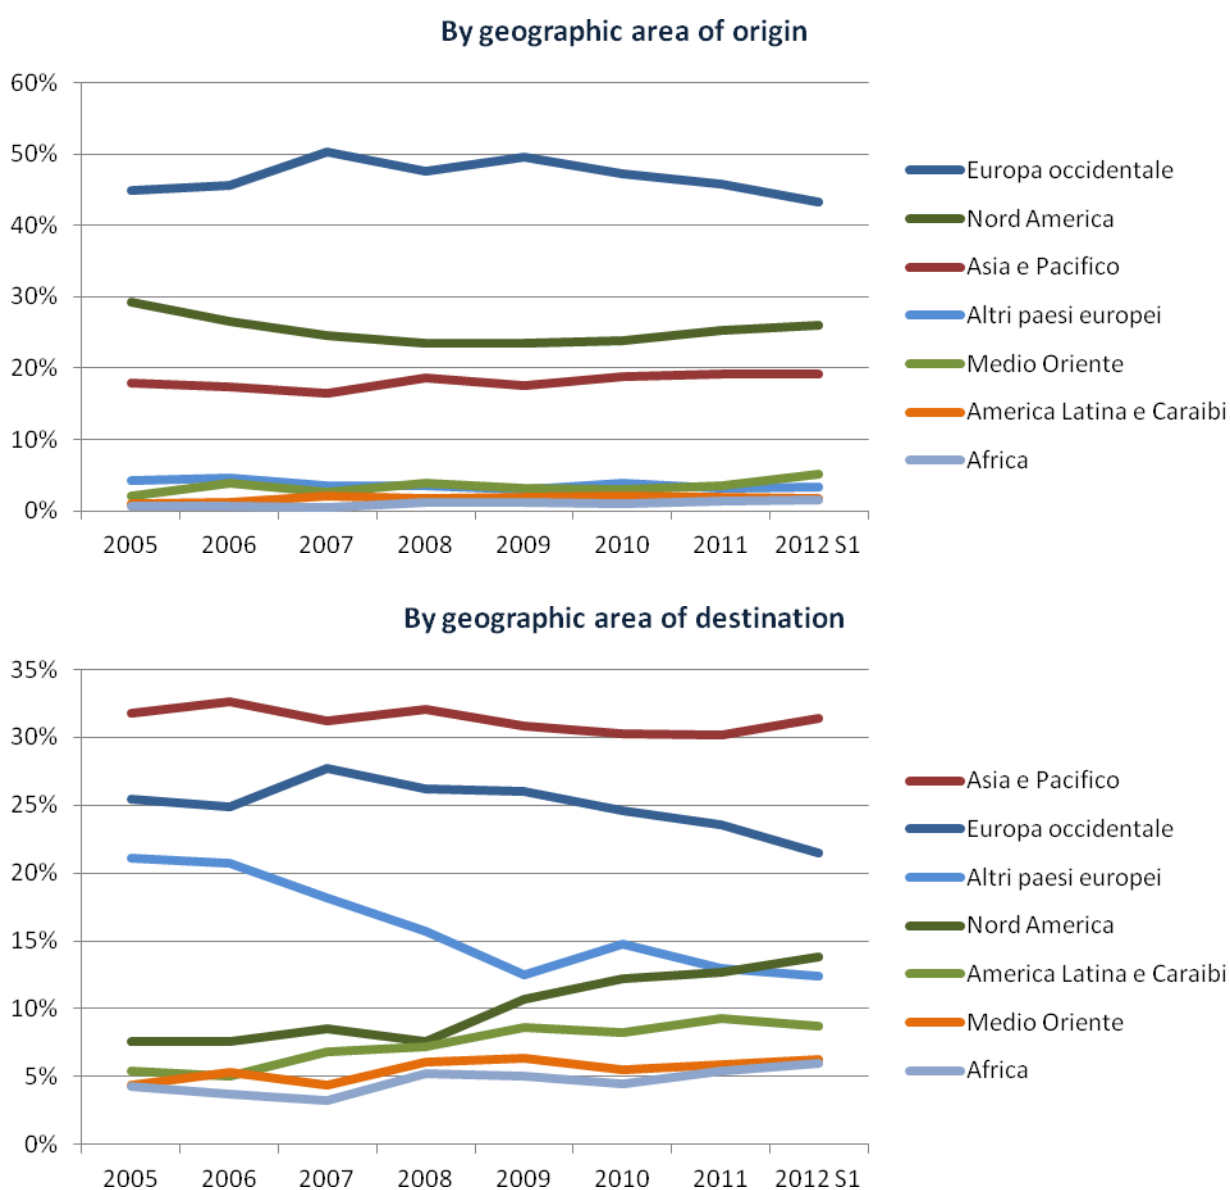 By geographic area of origin
60%
50%
40%
30%
20%
10%
0%
2005 2006 2007 2008 2009 2010 2011 2012 S1
Europa occidentale
Nord America
Asia e Pacifico
Altri paesi europei
Medio Oriente
America Latina e Caraibi
Africa
By geographic area of destination
35%
30%
25%
20%
15%
10%
5%
0%
2005 2006 2007 2008 2009 2010 2011 2012 S1
Asia e Pacifico
Europa occidentale
Altri paesi europei
Nord America
America Latina e Caraibi
Medio Oriente
Africa